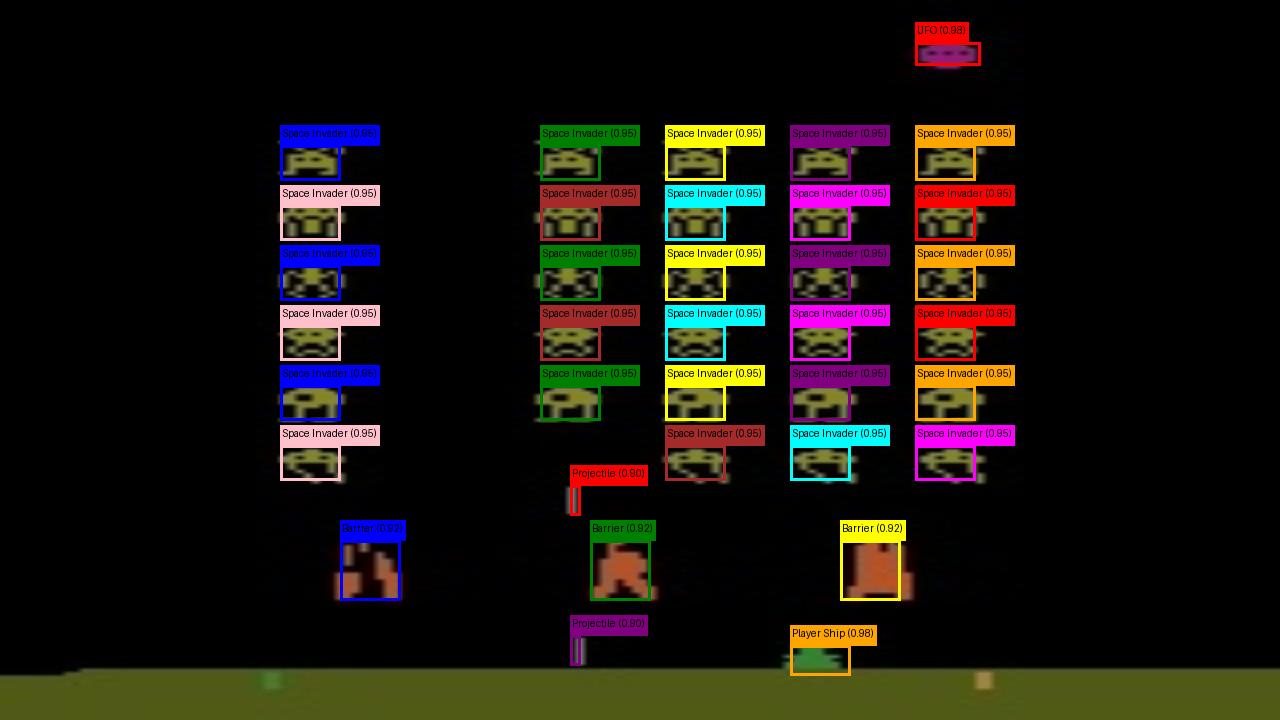 UFO (0.98)
Space Invader (0.95) Space Invader (0.95) Space Invader (0.95) Space Invader (0.95) Space Invader (0.95)
Space Invader (0.95) Space Invader (0.95) Space Invader (0.95) Space Invader (0.95) Space Invader (0.95)
Space Invader (0.95) Space Invader (0.95) Space Invader (0.95) Space Invader (0.95) Space Invader (0.95)
Space Invader (0.95) Space Invader (0.95) Space Invader (0.95) Space Invader (0.95) Space Invader (0.95)
Space Invader (0.95) Space Invader (0.95) Space Invader (0.95) Space Invader (0.95) Space Invader (0.95)
Space Invader (0.95) Space Invader (0.95) Space Invader (0.95) Space Invader (0.95)
Projectile (0.90)
Barrier (0.92) Barrier (0.92) Barrier (0.92)
Projectile (0.90)
Player Ship (0.98)